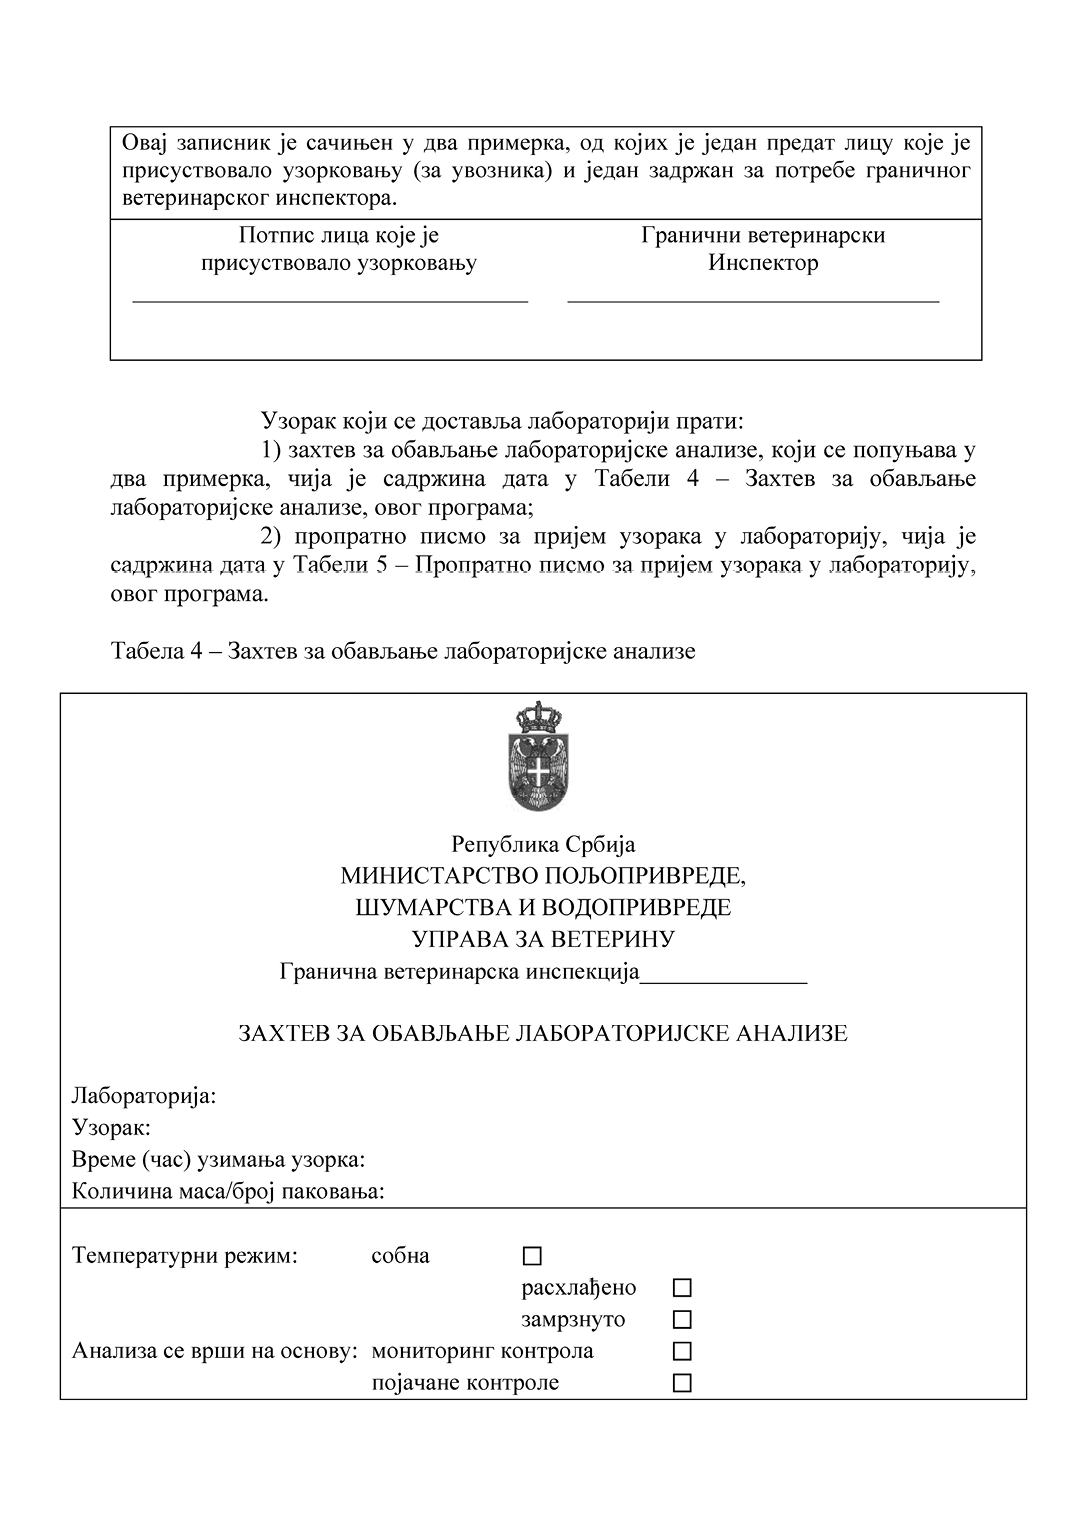 Овај записник је сачињен у два примерка, од којих је један предат лицу које је
присуствовало узорковању (за увозника) и један задржан за потребе граничног
ветеринарског инспектора.
Потпис лица које је
присуствовало узорковању
Гранични ветеринарски
Инспектор
Узорак који се доставља лабораторији прати:
1) захтев за обављање лабораторијске анализе, који се попуњава у
два примерка, чија је садржина дата у Табели 4 – Захтев за обављање
лабораторијске анализе, овог програма;
2) пропратно писмо за пријем узорака у лабораторију, чија је
садржина дата у Табели 5 – Пропратно писмо за пријем узорака у лабораторију,
овог програма.
Табела 4 – Захтев за обављање лабораторијске анализе
Република Србија
МИНИСТАРСТВО ПОЉОПРИВРЕДЕ,
ШУМАРСТВА И ВОДОПРИВРЕДЕ
УПРАВА ЗА ВЕТЕРИНУ
Гранична ветеринарска инспекција______________
ЗАХТЕВ ЗА ОБАВЉАЊЕ ЛАБОРАТОРИЈСКЕ АНАЛИЗЕ
Лабораторија:
Узорак:
Време (час) узимања узорка:
Количина маса/број паковања:
Температурни режим: собна ☐
расхлађено ☐
замрзнуто ☐
Анализа се врши на основу: мониторинг контрола ☐
појачане контроле ☐